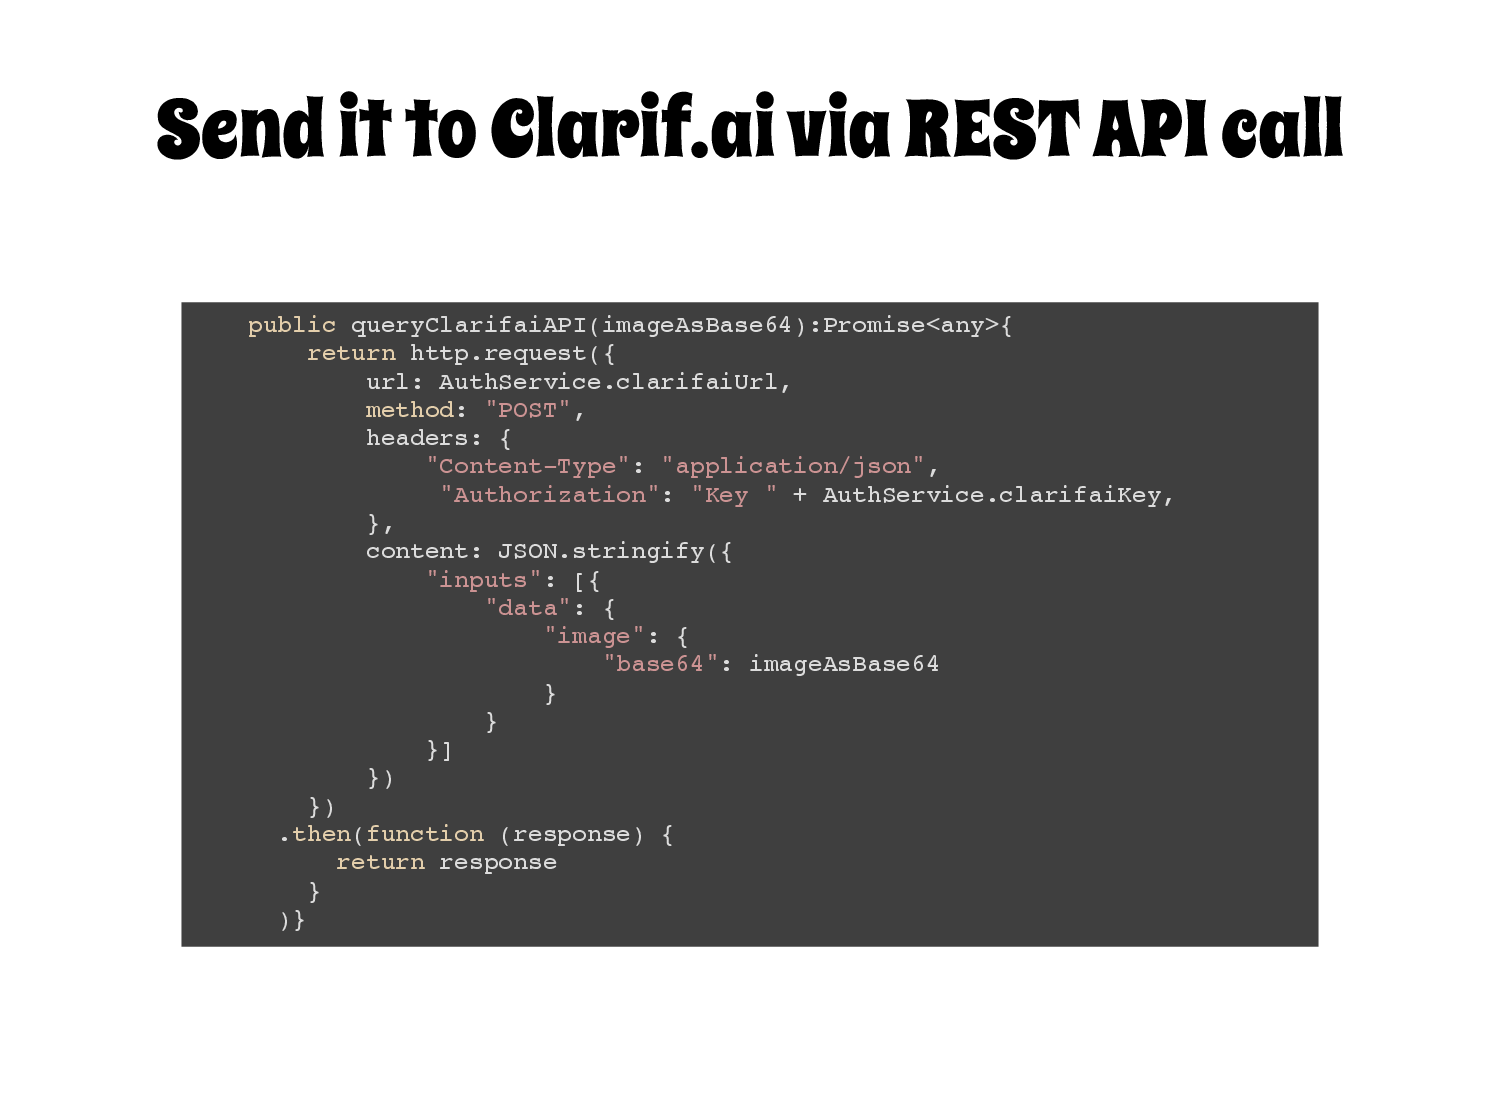 Send it to Clarif.ai via REST API call
public queryClarifaiAPI(imageAsBase64):Promise<any>{
    return http.request({
        url: AuthService.clarifaiUrl,
        method: "POST",
        headers: {
            "Content-Type": "application/json",
             "Authorization": "Key " + AuthService.clarifaiKey,
        },
        content: JSON.stringify({
            "inputs": [{
                "data": {
                    "image": {
                        "base64": imageAsBase64
                    }
                }
            }]
        })
    })
  .then(function (response) {
      return response
    }
  )}